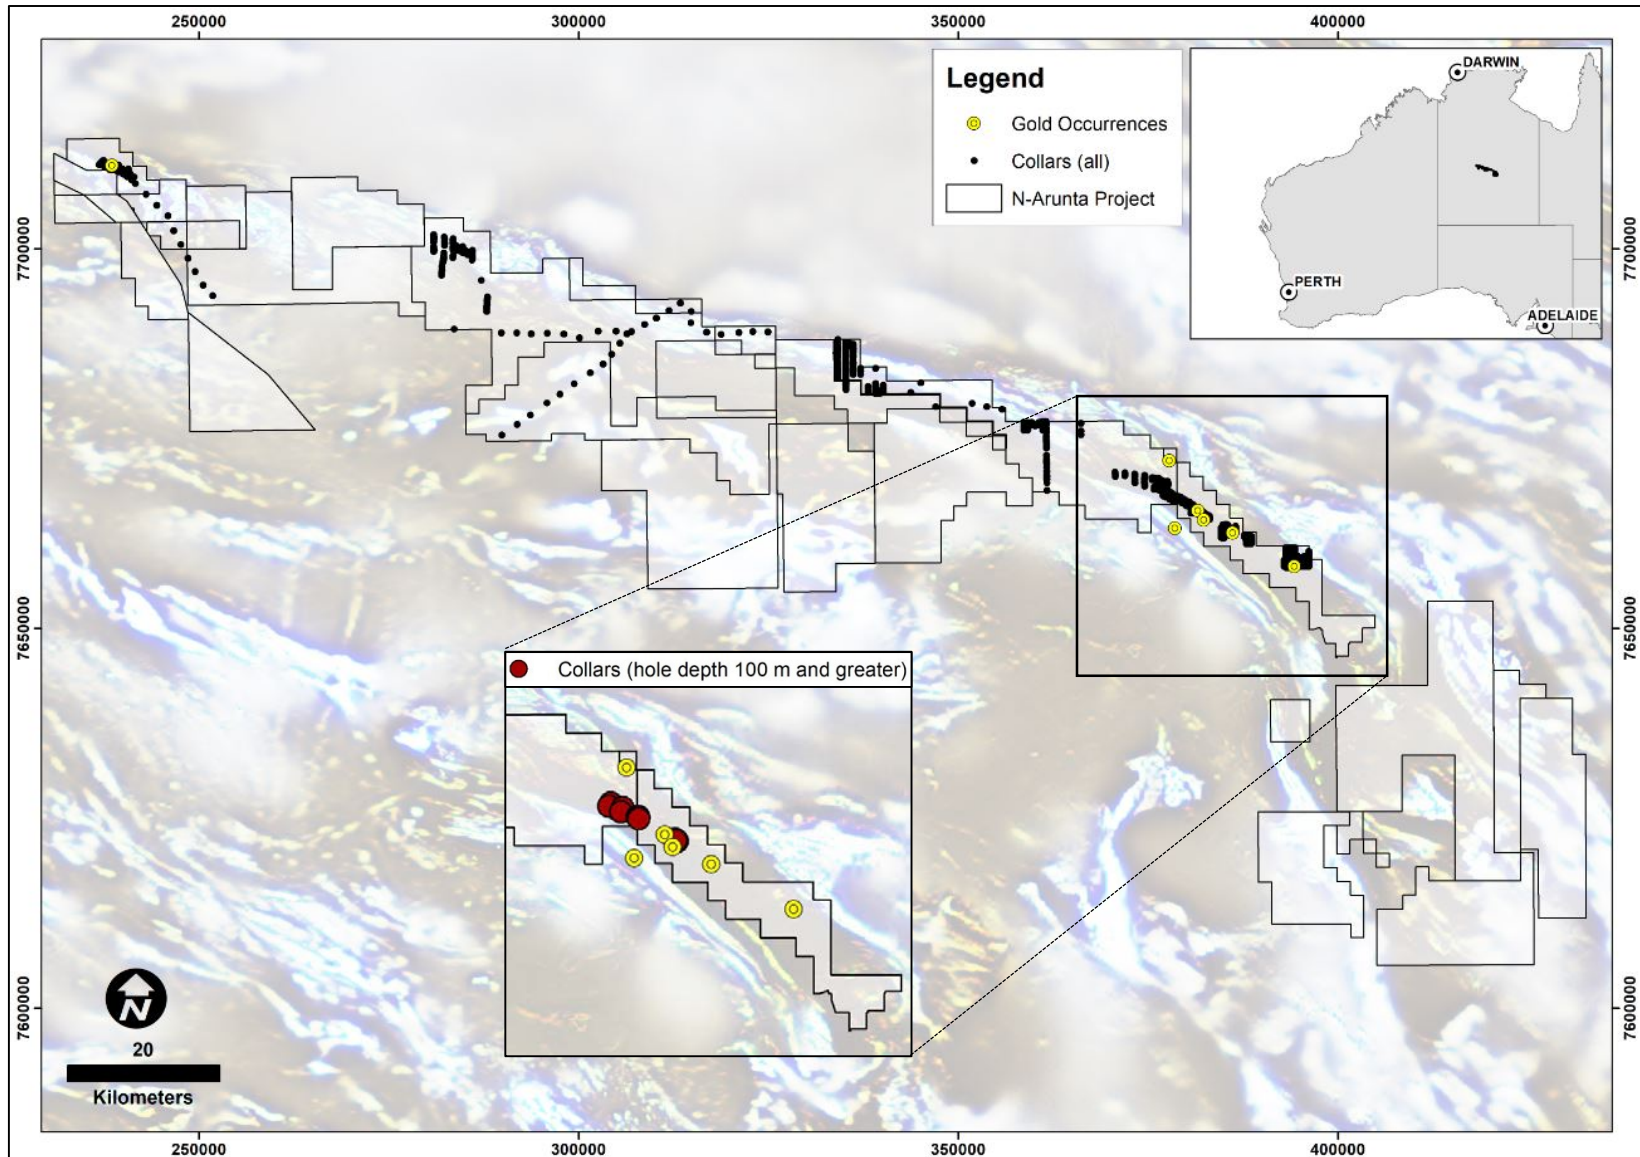 250000
300000
350000
400000
Legend
Gold Occurrences
Collars (all)
N-Arunta Project
DARWIN
PERTH
ADELAIDE
7700000
7700000
7650000
7650000
Collars (hole depth 100 m and greater)
7600000
7600000
N
20
Kilometers
250000
300000
350000
400000